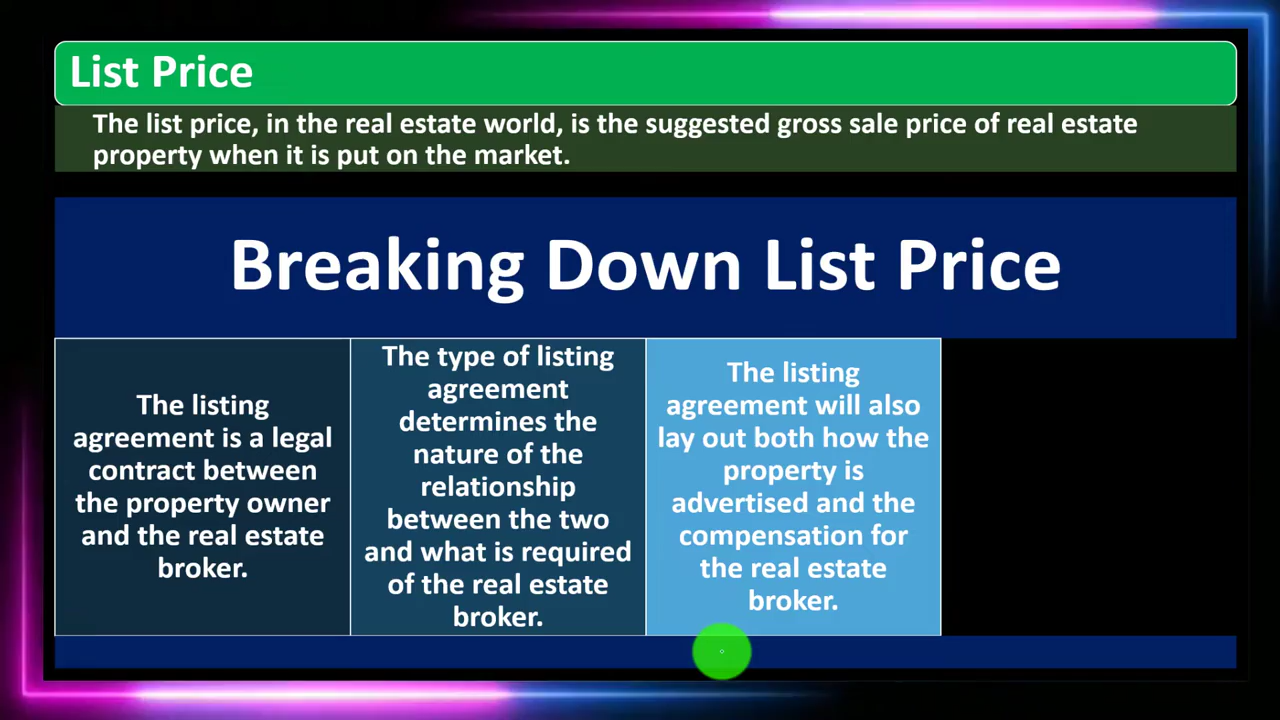 List Price
The list price, in the real estate world, is the suggested gross sale price of real estate
property when it is put on the market.
Breaking Down List Price
The listing
agreement is a legal
contract between
the property owner
and the real estate
broker.
The type of listing
agreement
determines the
nature of the
relationship
between the two
and what is required
of the real estate
broker.
The listing
agreement will also
lay out both how the
property is
advertised and the
compensation for
the real estate
broker.